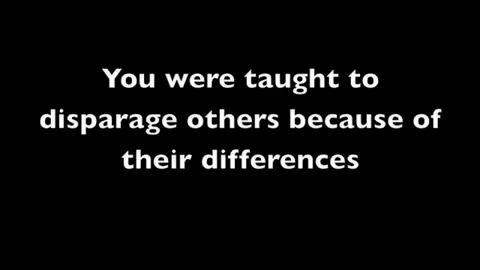 You were taught to
disparage others because of
their differences